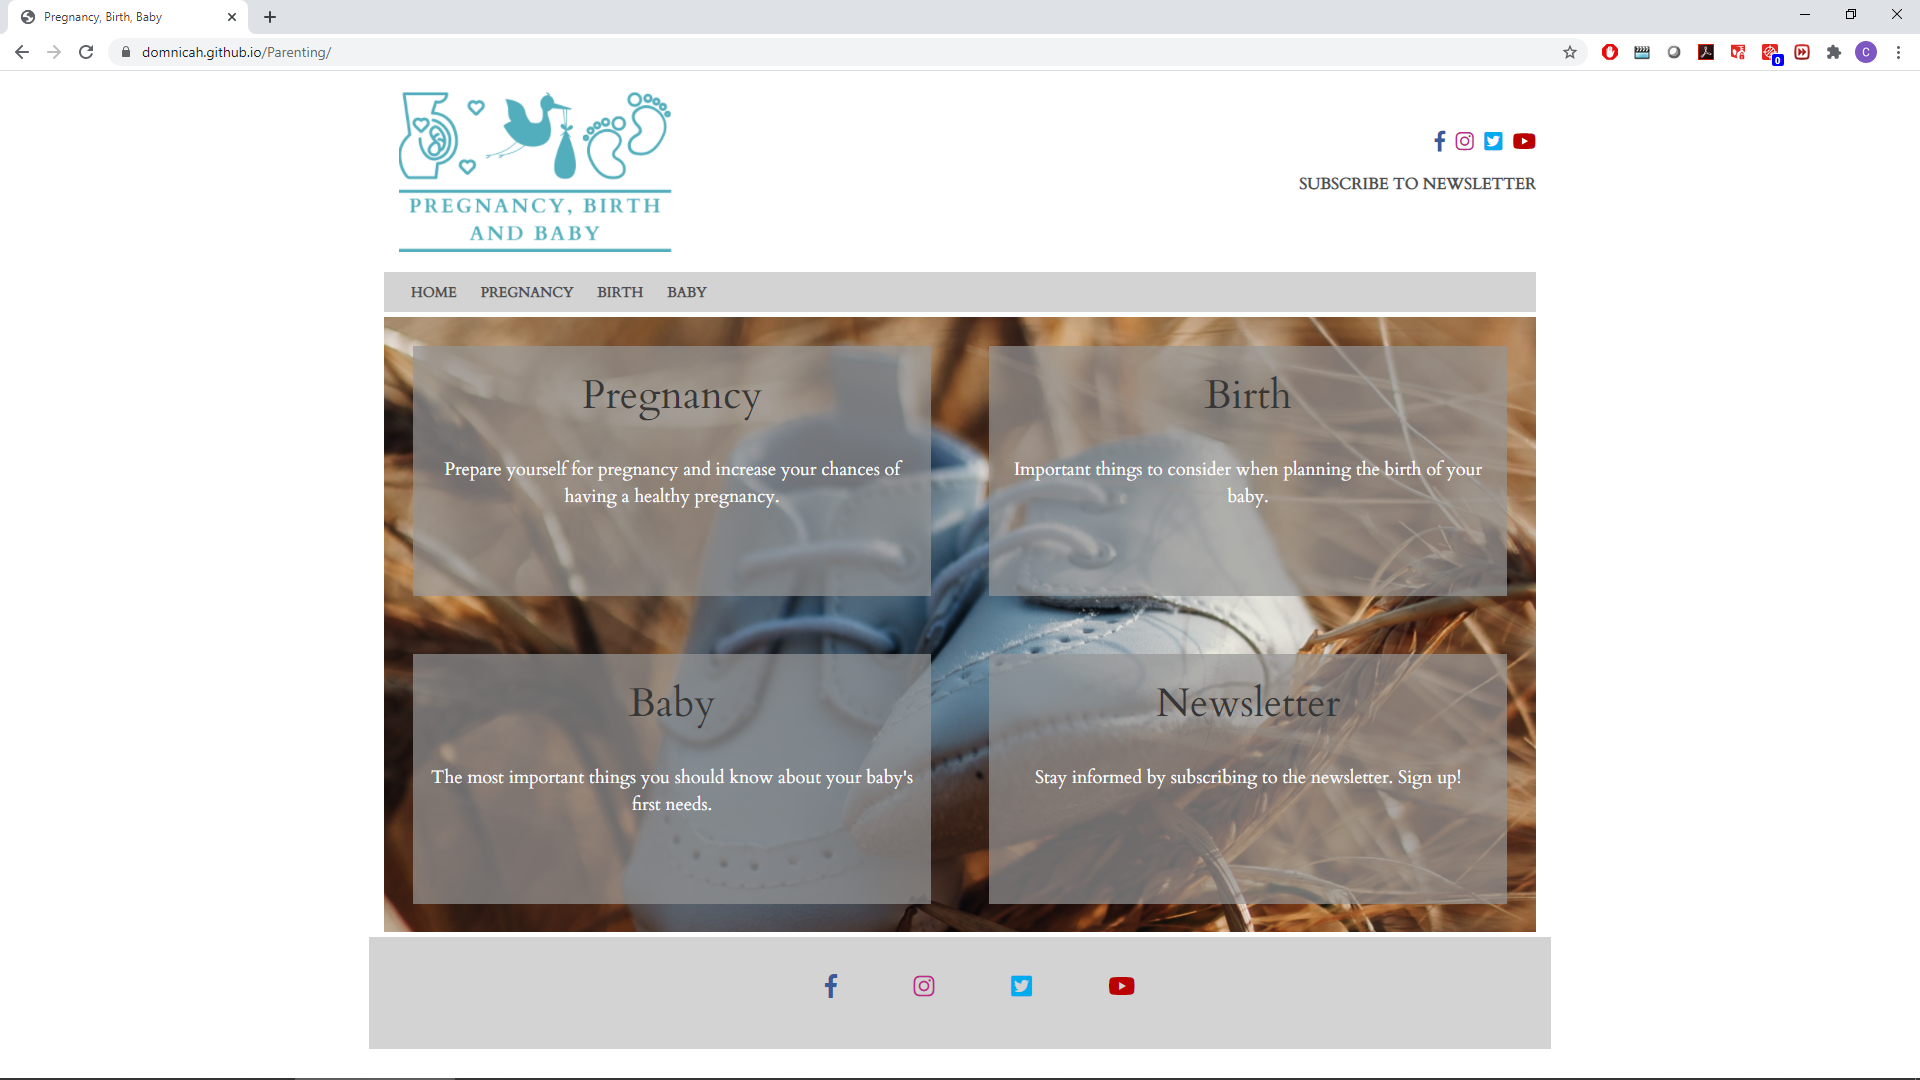 Pregnancy, Birth, Baby
domnicah.github.io/Parenting/
C
0
PREGNANCY, BIRTH
AND BABY
SUBSCRIBE TO NEWSLETTER
HOME PREGNANCY BIRTH BABY
Pregnancy
Prepare yourself for pregnancy and increase your chances of
having a healthy pregnancy.
Birth
Important things to consider when planning the birth of your
baby.
Baby
The most important things you should know about your baby's
first needs.
Newsletter
Stay informed by subscribing to the newsletter. Sign up!